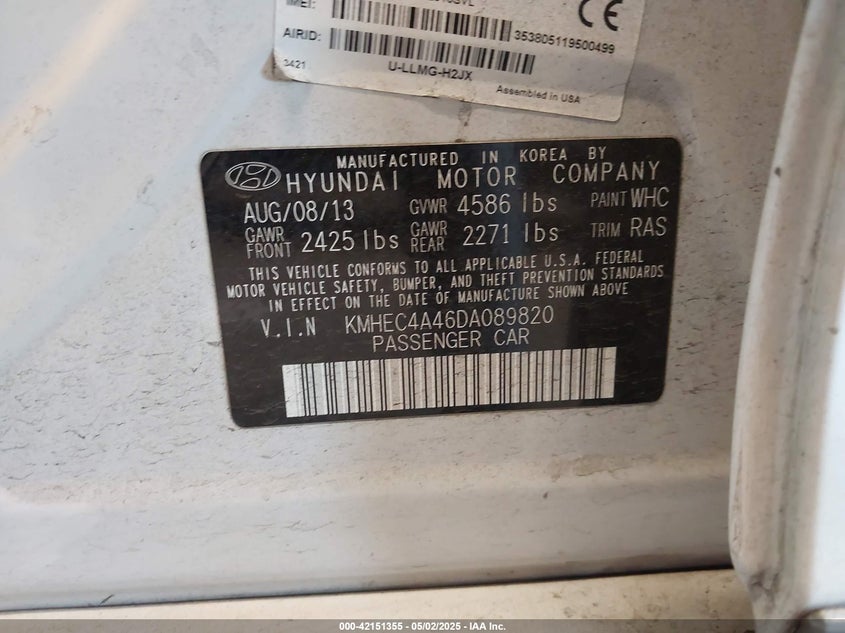 IMEI:
353805119500499
AIRID:
U-LLMG-H2JX
3421
Assembled in USA
CE
MANUFACTURED IN KOREA BY
HYUNDAI MOTOR COMPANY
AUG/08/13 GVWR 4586 lbs PAINT WHC
GAWR FRONT 2425 lbs GAWR REAR 2271 lbs TRIM RAS
THIS VEHICLE CONFORMS TO ALL APPLICABLE U.S.A. FEDERAL
MOTOR VEHICLE SAFETY, BUMPER, AND THEFT PREVENTION STANDARDS
IN EFFECT ON THE DATE OF MANUFACTURE SHOWN ABOVE
V.I.N KMHEC4A46DA089820
PASSENGER CAR
000-42151355 - 05/02/2025 - IAA Inc.